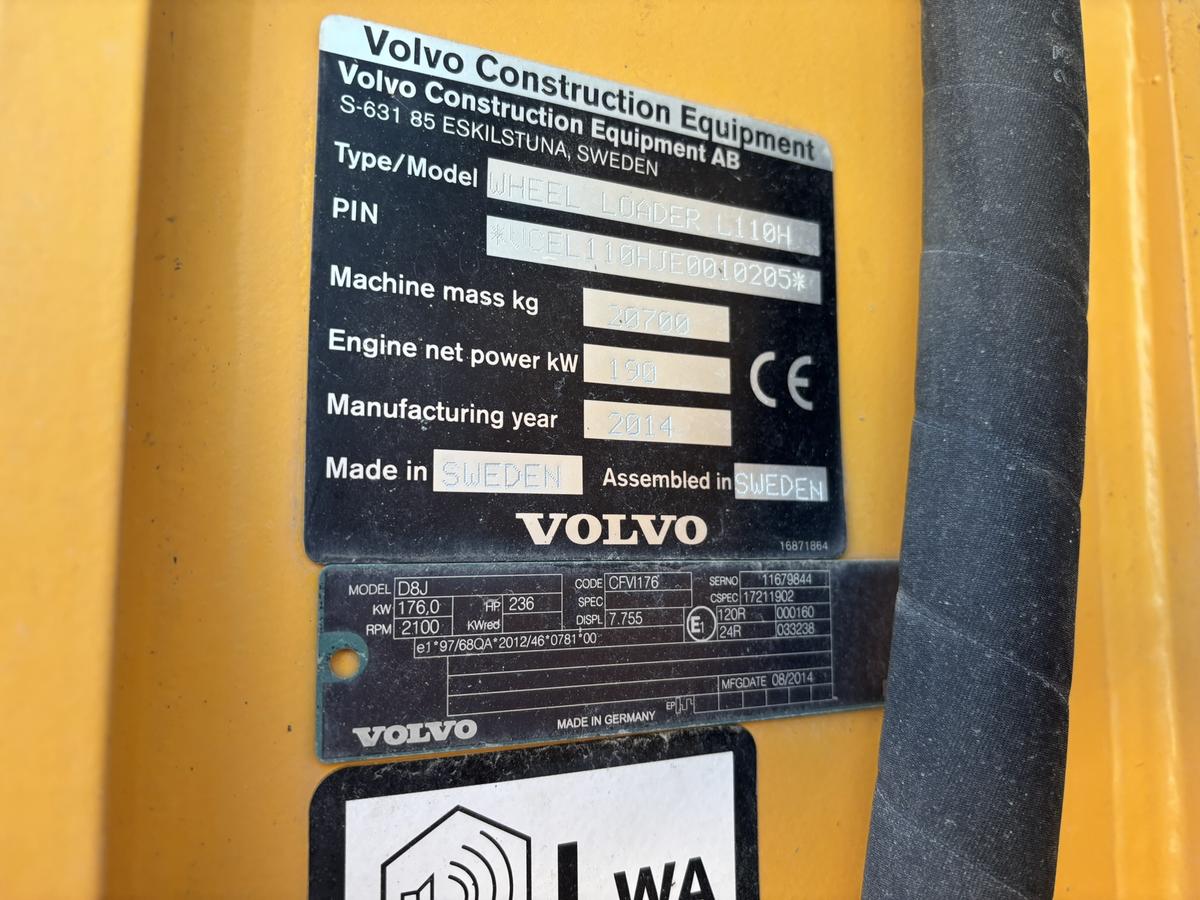 Volvo Construction Equipment
Volvo Construction Equipment AB
S-631 85 ESKILSTUNA, SWEDEN
Type/Model WHEEL LOADER L110H
PIN *VCEL110HJE0010205*
Machine mass kg 20700
Engine net power kW 190
CE
Manufacturing year 2014
Made in SWEDEN Assembled in SWEDEN
VOLVO
16871864
MODEL D8J CODE CFVI176 SERNO 11679844
KW 176,0 HP 236 SPEC CSPEC 17211902
RPM 2100 KWred DISPL 7.755 E1 120R 000160
24R 033238
e1*97/68QA*2012/46*0781*00
MFGDATE 08/2014
EP
VOLVO MADE IN GERMANY
LWA